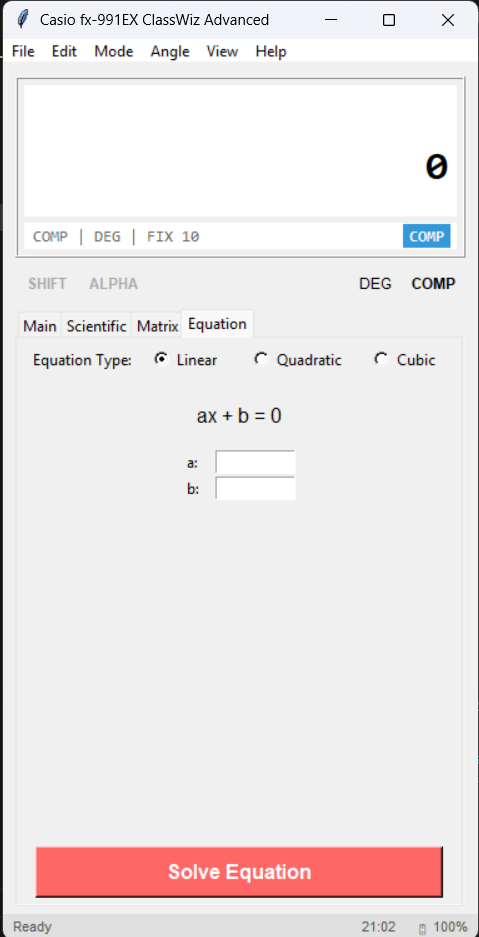 Casio fx-991EX ClassWiz Advanced
File Edit Mode Angle View Help
0
COMP | DEG | FIX 10 COMP
SHIFT ALPHA DEG COMP
Main Scientific Matrix Equation
Equation Type: Linear Quadratic Cubic
ax + b = 0
a:
b:
Solve Equation
Ready 21:02 100%